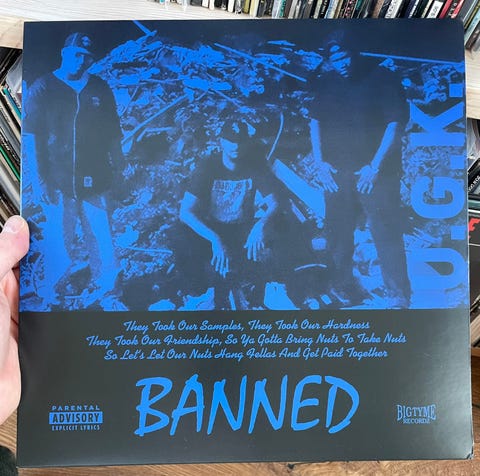 U.G.K.
They Took Our Samples, They Took Our Hardness
They Took Our Friendship, So Ya Gotta Bring Nuts To Take Nuts
So Let's Let Our Nuts Hang Fellas And Get Paid Together
BANNED
PARENTAL
ADVISORY
EXPLICIT LYRICS
BIGTYME
RECORDZ